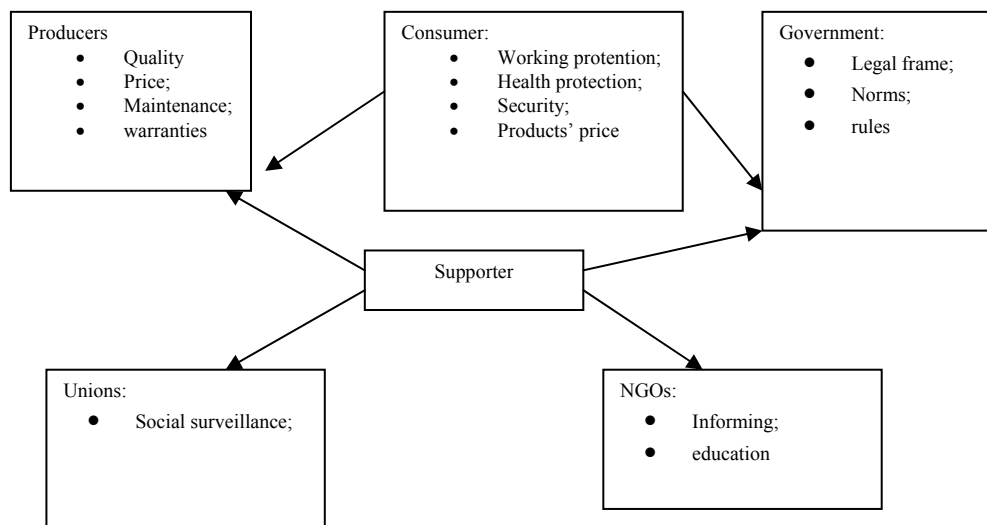 Producers
• Quality
• Price;
• Maintenance;
• warranties
Consumer:
• Working protention;
• Health protection;
• Security;
• Products’ price
Government:
• Legal frame;
• Norms;
• rules
Supporter
Unions:
• Social surveillance;
NGOs:
• Informing;
• education